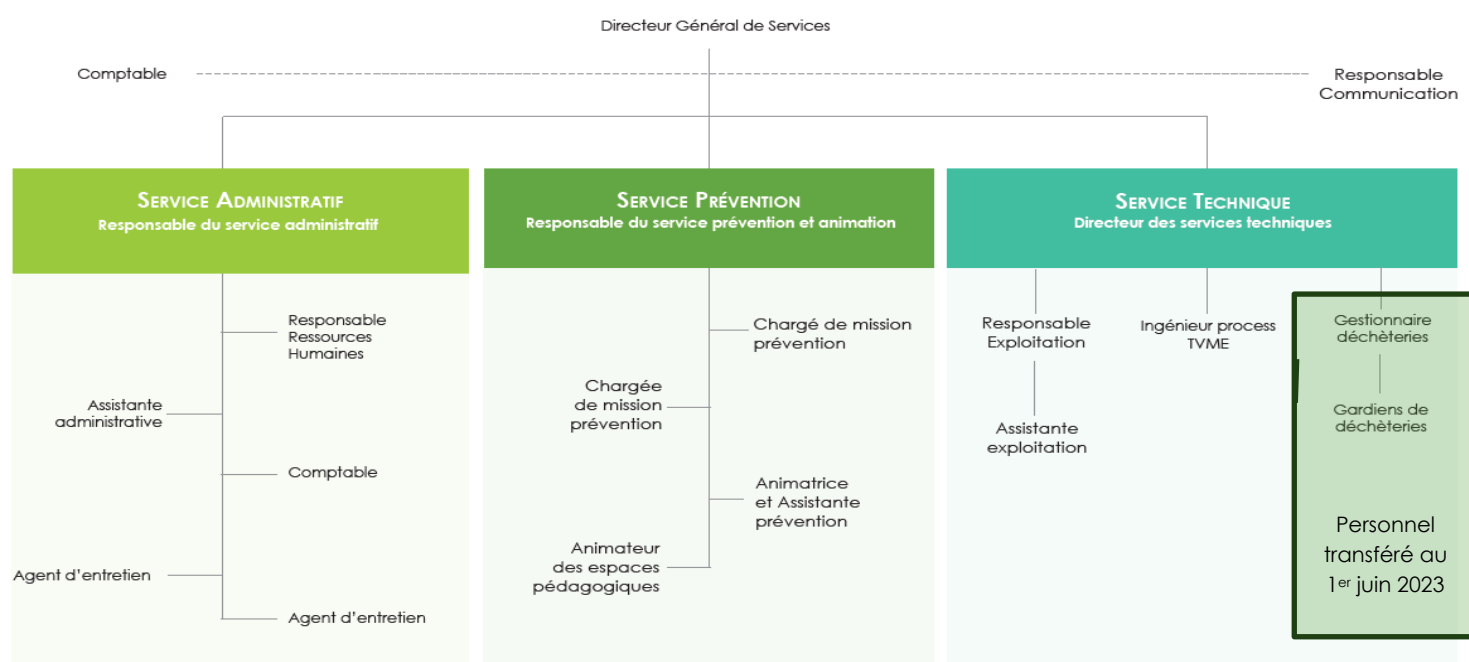 Directeur Général de Services
Comptable
Responsable
Communication
SERVICE ADMINISTRATIF
Responsable du service administratif
Responsable
Ressources
Humaines
Assistante
administrative
Comptable
Agent d’entretien
Agent d’entretien
SERVICE PRÉVENTION
Responsable du service prévention et animation
Chargé de mission
prévention
Chargée
de mission
prévention
Animatrice
et Assistante
prévention
Animateur
des espaces
pédagogiques
SERVICE TECHNIQUE
Directeur des services techniques
Responsable
Exploitation
Assistante
exploitation
Ingénieur process
TVME
Gestionnaire
déchèteries
Gardiens de
déchèteries
Personnel
transféré au
1er juin 2023